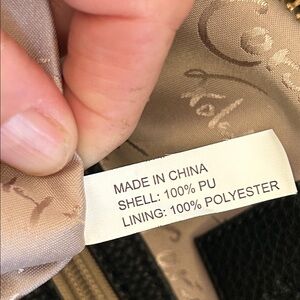 MADE IN CHINA
SHELL: 100% PU
LINING: 100% POLYESTER